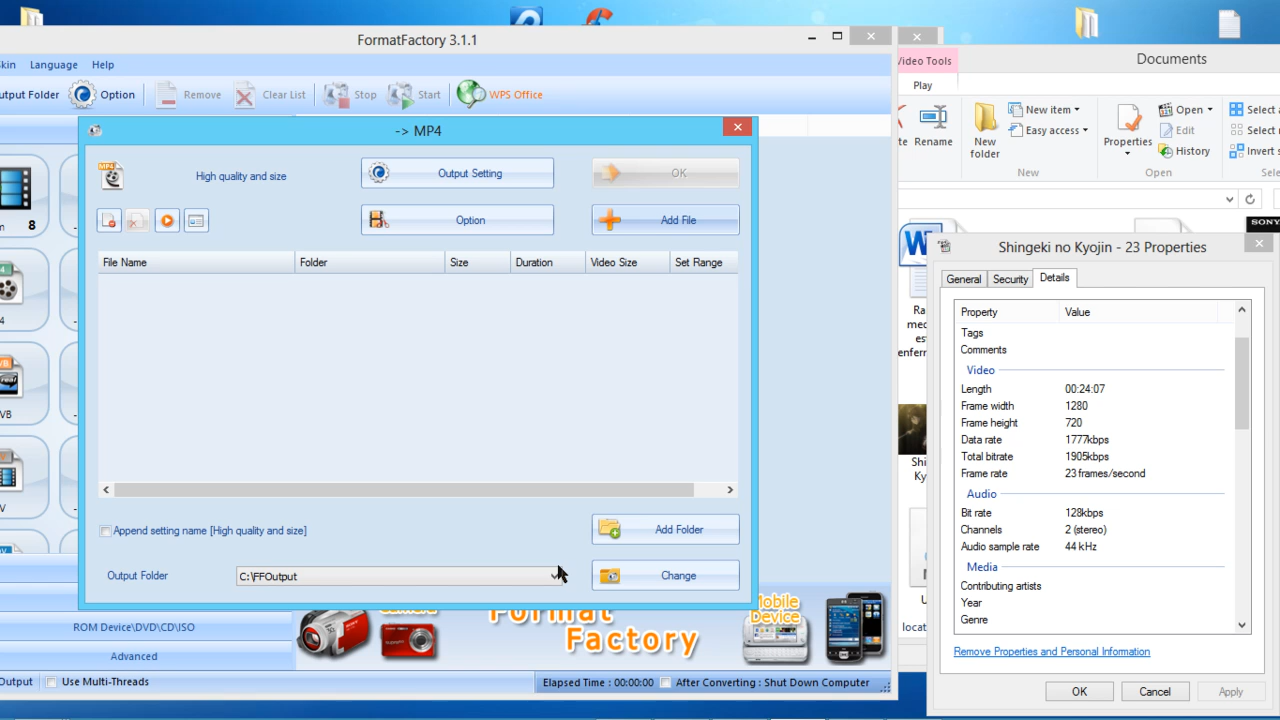 FormatFactory 3.1.1
Skin Language Help
Output Folder Option Remove Clear List Stop Start WPS Office
-> MP4
High quality and size
Output Setting
OK
Option
Add File
File Name Folder Size Duration Video Size Set Range
Append setting name [High quality and size]
Add Folder
Output Folder
C:\FFOutput
Change
8
ROM Device\DVD\CD\ISO
Advanced
Format
Factory
Mobile
Device
Output Use Multi-Threads
Elapsed Time : 00:00:00
After Converting : Shut Down Computer
Video Tools
Play
Documents
Rename
New
folder
New item
Easy access
New
Properties
Open
Edit
History
Open
Select
Select
Invert
SONY
Shingeki no Kyojin - 23 Properties
General Security Details
Property Value
Tags
Comments
Video
Length 00:24:07
Frame width 1280
Frame height 720
Data rate 1777kbps
Total bitrate 1905kbps
Frame rate 23 frames/second
Audio
Bit rate 128kbps
Channels 2 (stereo)
Audio sample rate 44 kHz
Media
Contributing artists
Year
Genre
Remove Properties and Personal Information
OK Cancel Apply